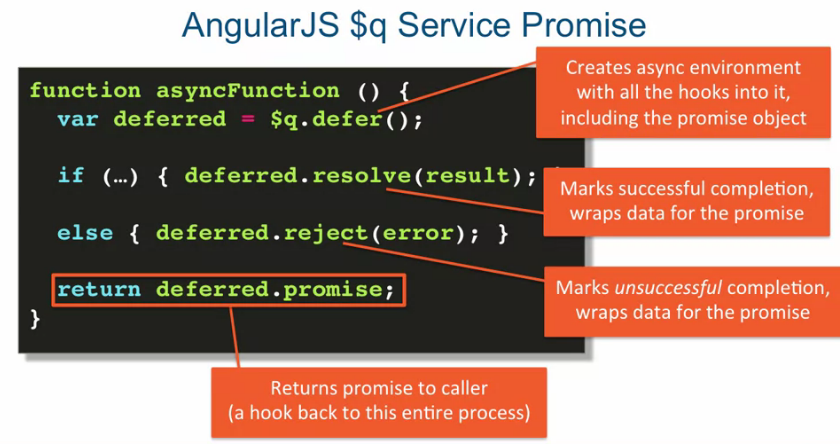 AngularJS $q Service Promise
function asyncFunction () {
var deferred = $q.defer();
if (…) { deferred.resolve(result); }
else { deferred.reject(error); }
return deferred.promise;
}
Creates async environment
with all the hooks into it,
including the promise object
Marks successful completion,
wraps data for the promise
Marks unsuccessful completion,
wraps data for the promise
Returns promise to caller
(a hook back to this entire process)